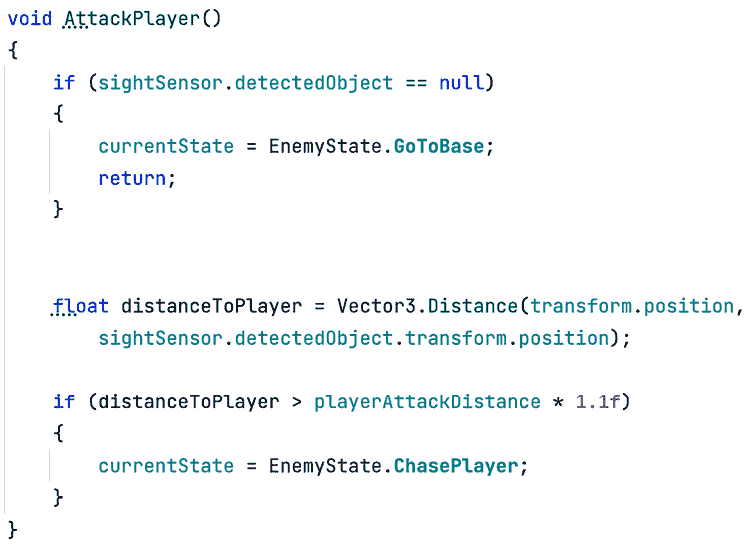 void AttackPlayer()
{
    if (sightSensor.detectedObject == null)
    {
        currentState = EnemyState.GoToBase;
        return;
    }
    float distanceToPlayer = Vector3.Distance(transform.position,
        sightSensor.detectedObject.transform.position);
    if (distanceToPlayer > playerAttackDistance * 1.1f)
    {
        currentState = EnemyState.ChasePlayer;
    }
}